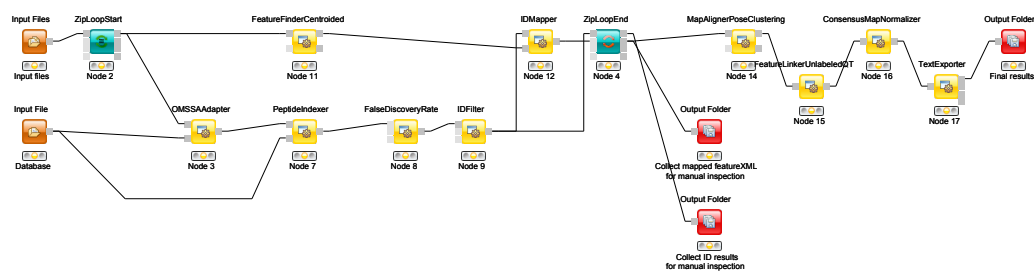 Input Files
ZipLoopStart
FeatureFinderCentroided
IDMapper
ZipLoopEnd
MapAlignerPoseClustering
ConsensusMapNormalizer
Output Folder
Input files
Node 2
Node 11
Node 12
Node 4
Node 14
FeatureLinkerUnlabeledQT
Node 16
TextExporter
Final results
Input File
OMSSAAdapter
PeptideIndexer
FalseDiscoveryRate
IDFilter
Output Folder
Node 15
Node 17
Database
Node 3
Node 7
Node 8
Node 9
Collect mapped featureXML
for manual inspection
Output Folder
Collect ID results
for manual inspection